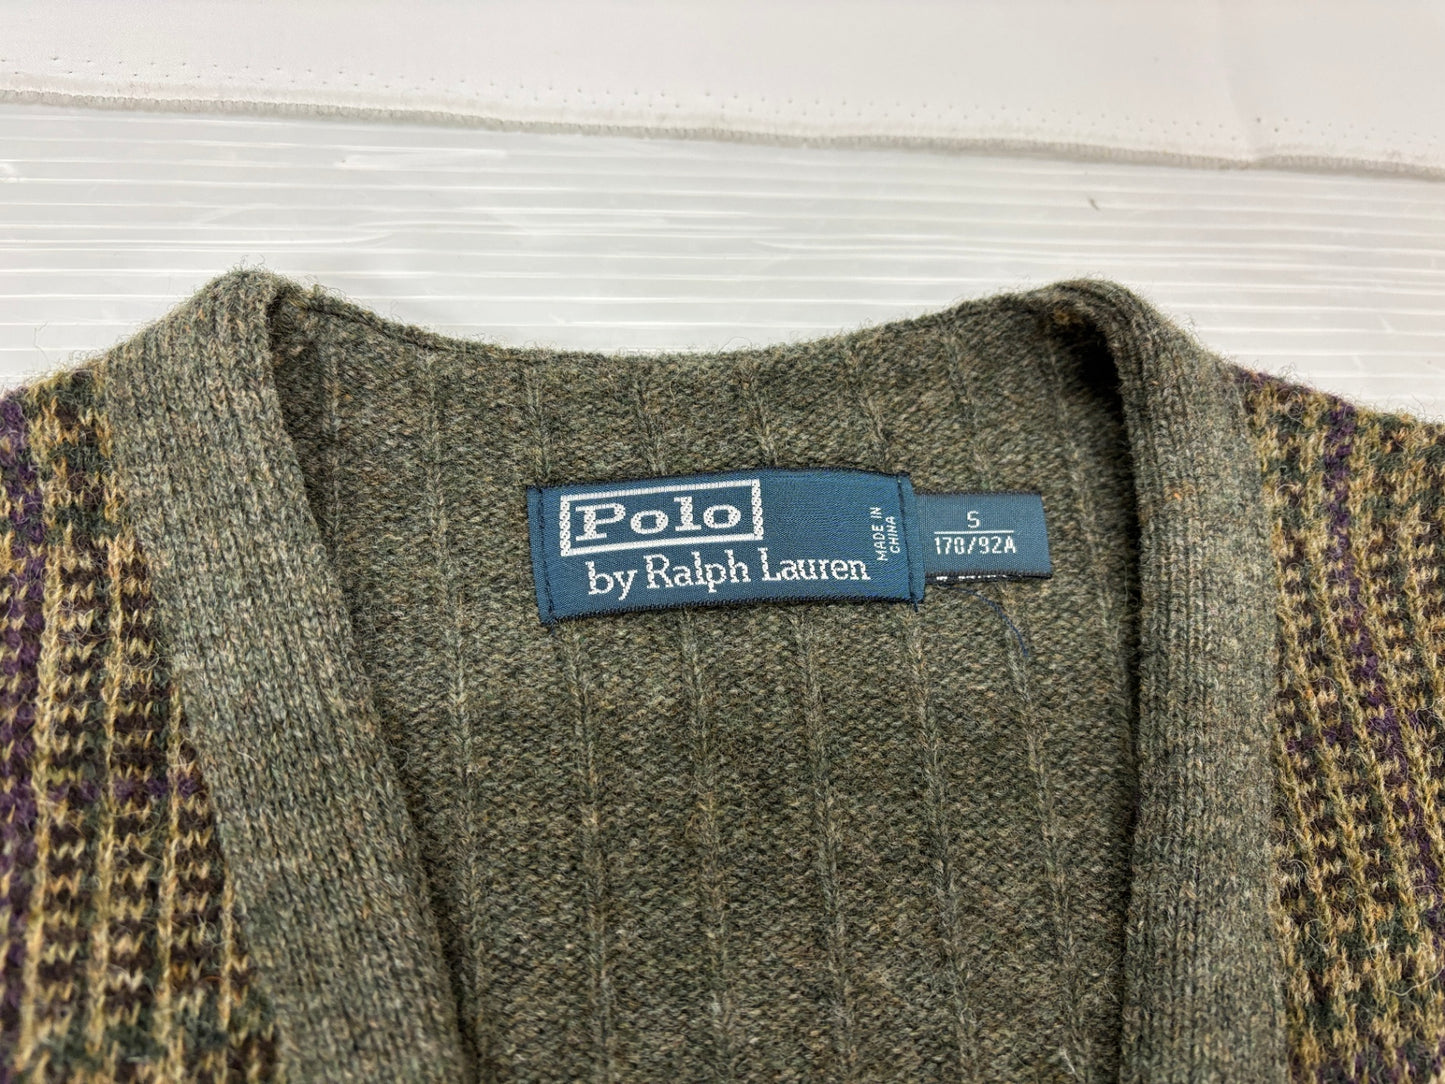 Polo
by Ralph Lauren
MADE IN
CHINA
S
170/92A